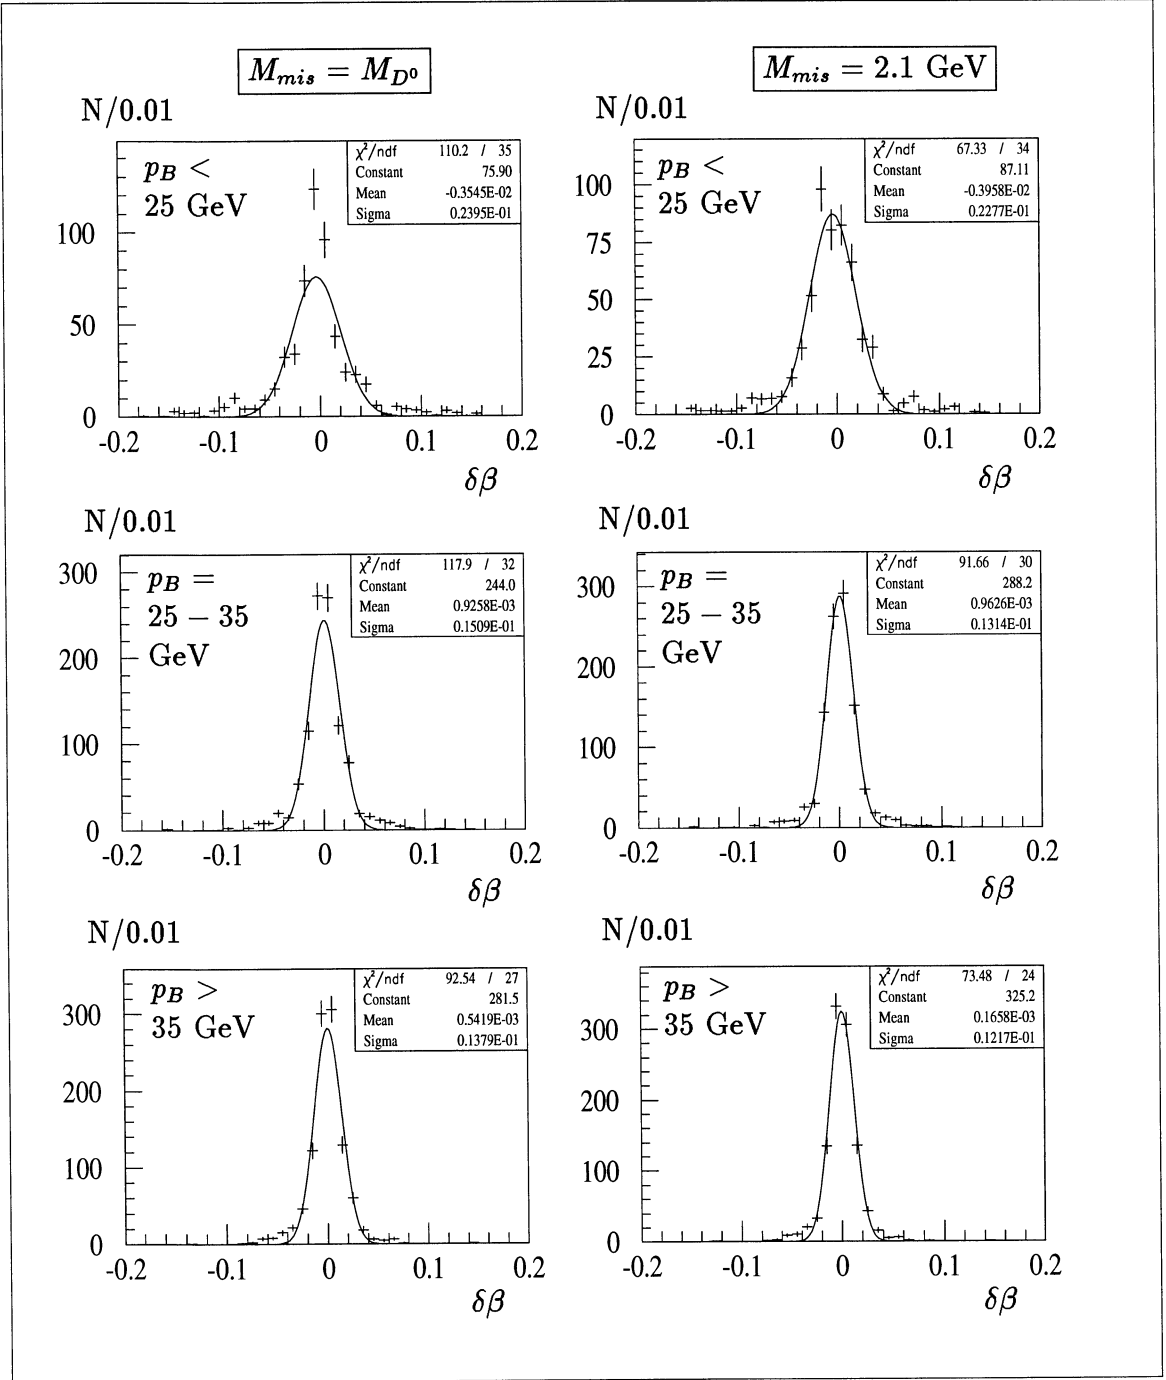 M_mis = M_D⁰
M_mis = 2.1 GeV
N/0.01
p_B <
25 GeV
χ²/ndf 110.2 / 35
Constant 75.90
Mean -0.3545E-02
Sigma 0.2395E-01
100
50
0
-0.2 -0.1 0 0.1 0.2
δβ
N/0.01
p_B <
25 GeV
χ²/ndf 67.33 / 34
Constant 87.11
Mean -0.3958E-02
Sigma 0.2277E-01
100
75
50
25
0
-0.2 -0.1 0 0.1 0.2
δβ
N/0.01
p_B =
25 − 35
GeV
χ²/ndf 117.9 / 32
Constant 244.0
Mean 0.9258E-03
Sigma 0.1509E-01
300
200
100
0
-0.2 -0.1 0 0.1 0.2
δβ
N/0.01
p_B =
25 − 35
GeV
χ²/ndf 91.66 / 30
Constant 288.2
Mean 0.9626E-03
Sigma 0.1314E-01
300
200
100
0
-0.2 -0.1 0 0.1 0.2
δβ
N/0.01
p_B >
35 GeV
χ²/ndf 92.54 / 27
Constant 281.5
Mean 0.5419E-03
Sigma 0.1379E-01
300
200
100
0
-0.2 -0.1 0 0.1 0.2
δβ
N/0.01
p_B >
35 GeV
χ²/ndf 73.48 / 24
Constant 325.2
Mean 0.1658E-03
Sigma 0.1217E-01
300
200
100
0
-0.2 -0.1 0 0.1 0.2
δβ